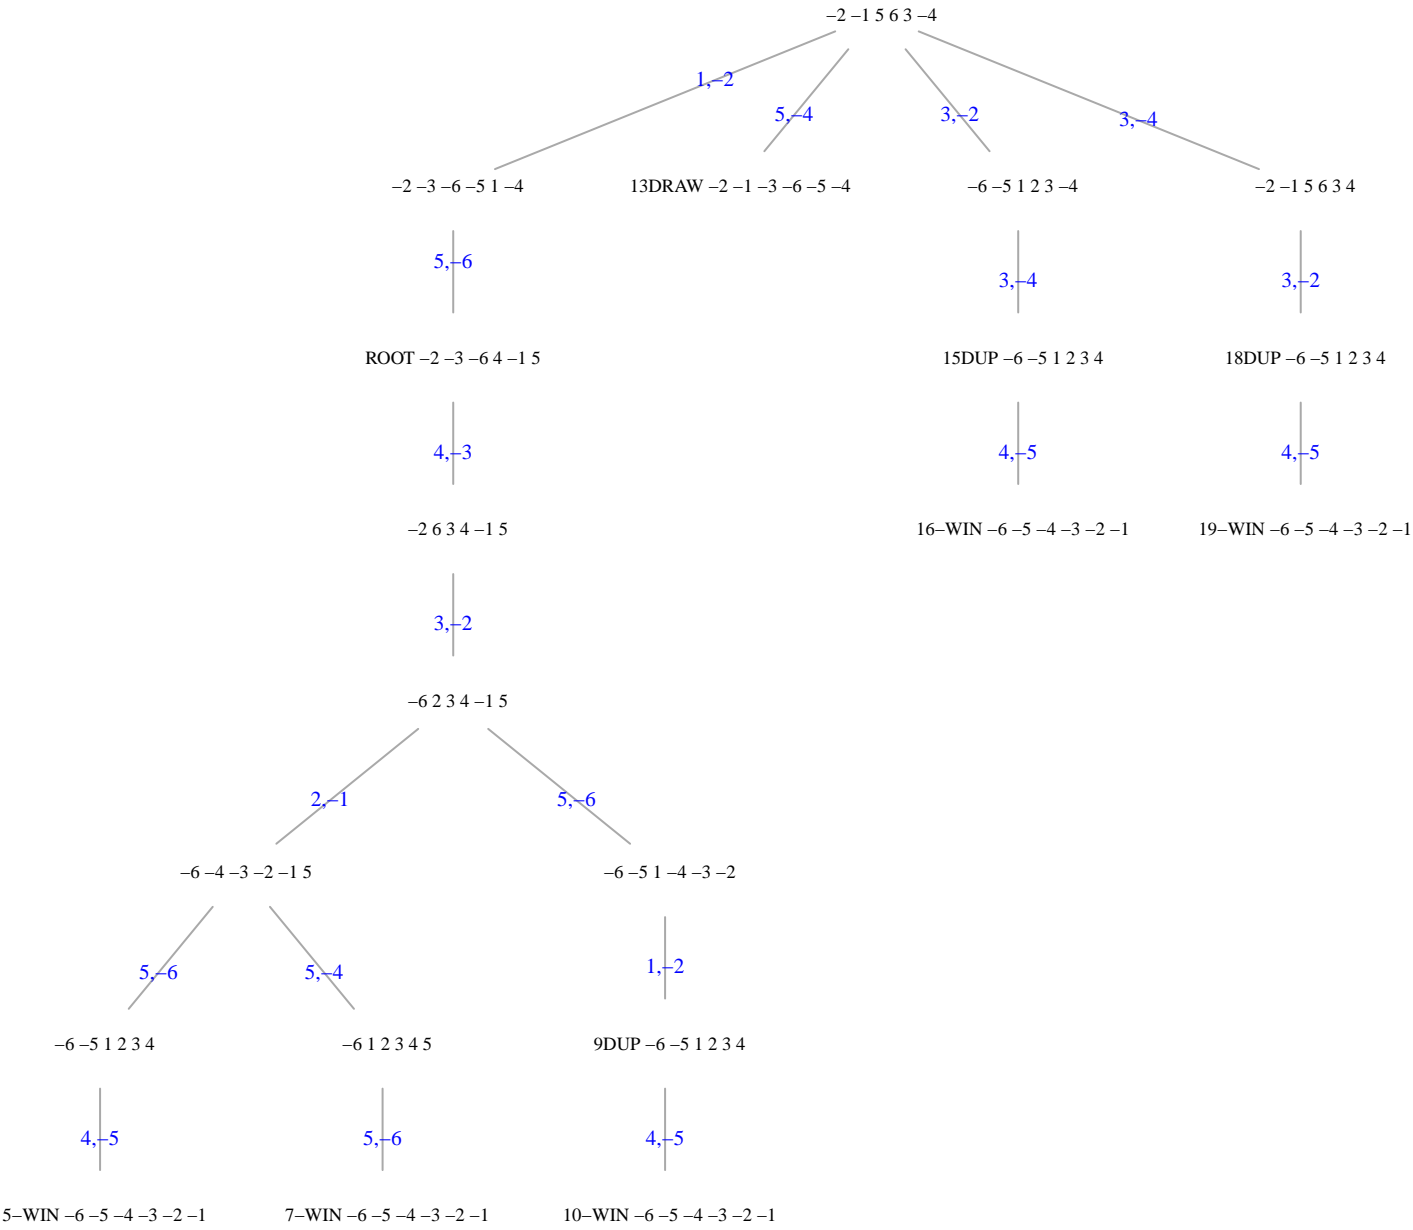 –2 –1 5 6 3 –4
1,–2
5,–4
3,–2
3,–4
–2 –3 –6 –5 1 –4
13DRAW –2 –1 –3 –6 –5 –4
–6 –5 1 2 3 –4
–2 –1 5 6 3 4
5,–6
3,–4
3,–2
ROOT –2 –3 –6 4 –1 5
15DUP –6 –5 1 2 3 4
18DUP –6 –5 1 2 3 4
4,–3
4,–5
4,–5
–2 6 3 4 –1 5
16–WIN –6 –5 –4 –3 –2 –1
19–WIN –6 –5 –4 –3 –2 –1
3,–2
–6 2 3 4 –1 5
2,–1
5,–6
–6 –4 –3 –2 –1 5
–6 –5 1 –4 –3 –2
5,–6
5,–4
1,–2
–6 –5 1 2 3 4
–6 1 2 3 4 5
9DUP –6 –5 1 2 3 4
4,–5
5,–6
4,–5
5–WIN –6 –5 –4 –3 –2 –1
7–WIN –6 –5 –4 –3 –2 –1
10–WIN –6 –5 –4 –3 –2 –1